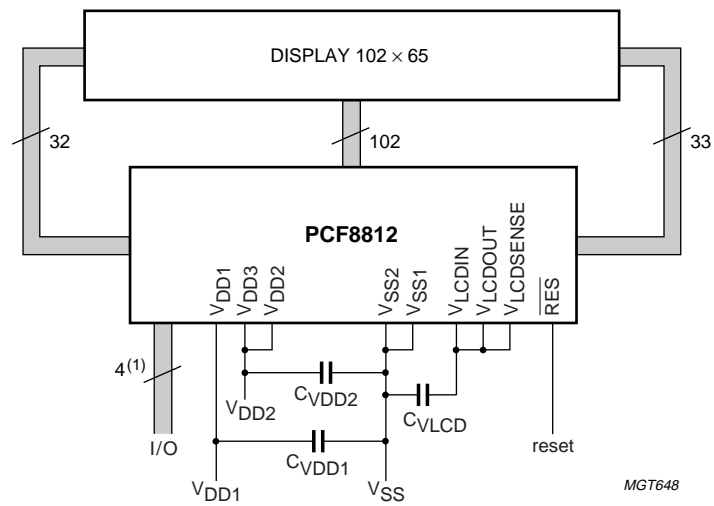 DISPLAY 102 × 65
32
102
33
PCF8812
VDD1
VDD3
VDD2
VSS2
VSS1
VLCDIN
VLCDOUT
VLCDSENSE
RES
4(1)
CVDD2
VDD2
CVLCD
I/O
CVDD1
reset
VDD1
VSS
MGT648